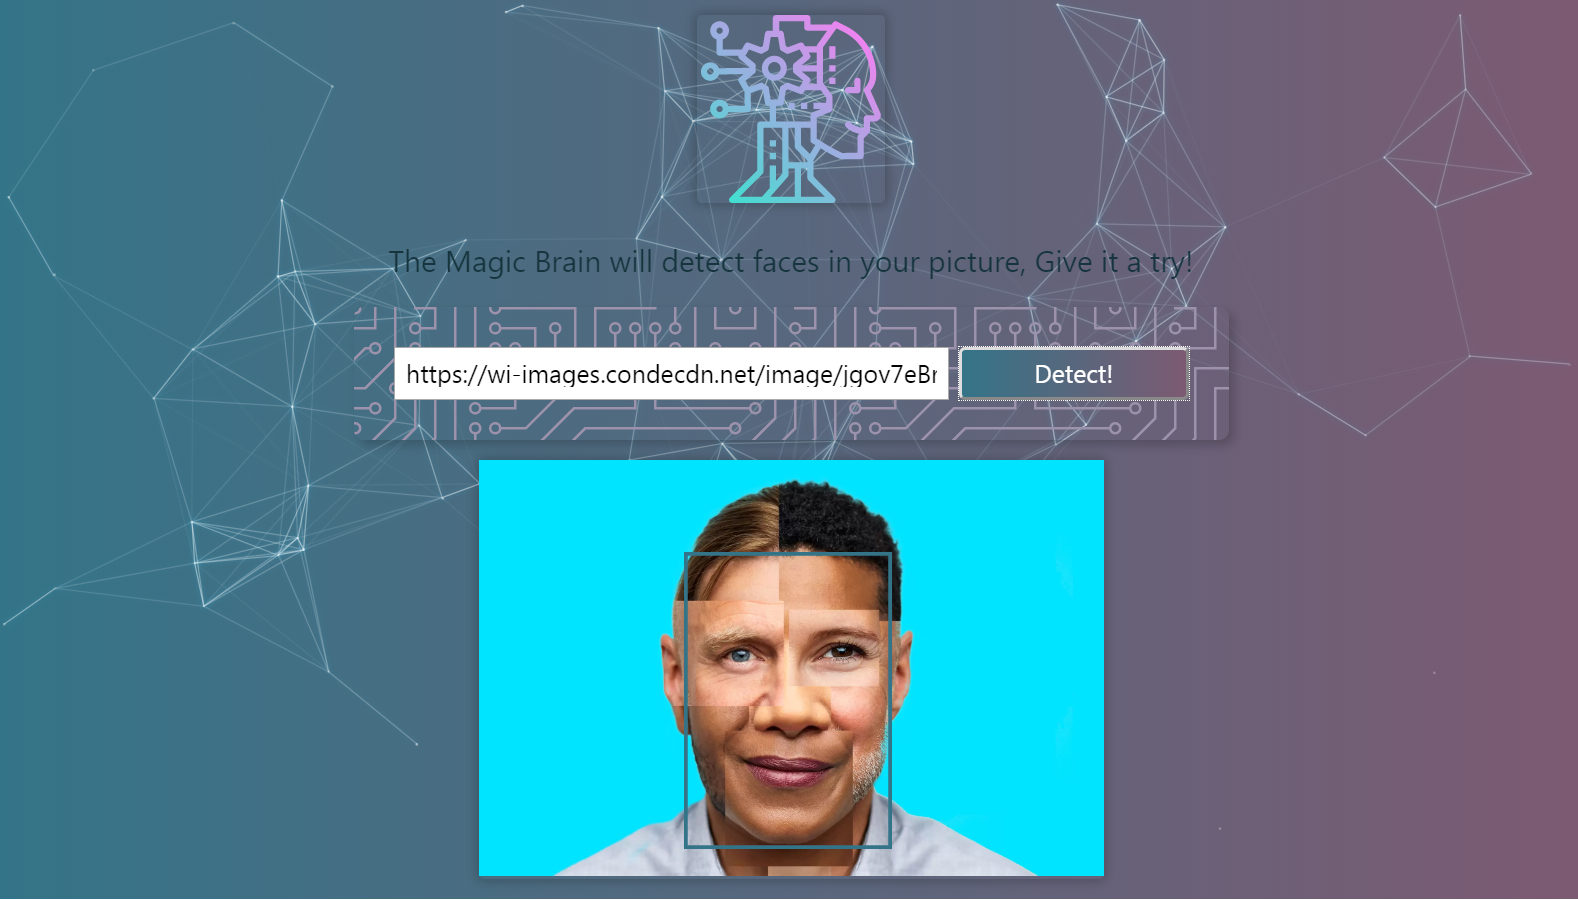 The Magic Brain will detect faces in your picture, Give it a try!
https://wi-images.condecdn.net/image/jgov7eBr Detect!